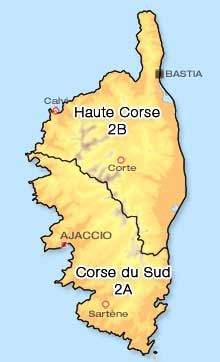 BASTIA
Calvi
Haute Corse
2B
Corte
AJACCIO
Corse du Sud
2A
Sartène